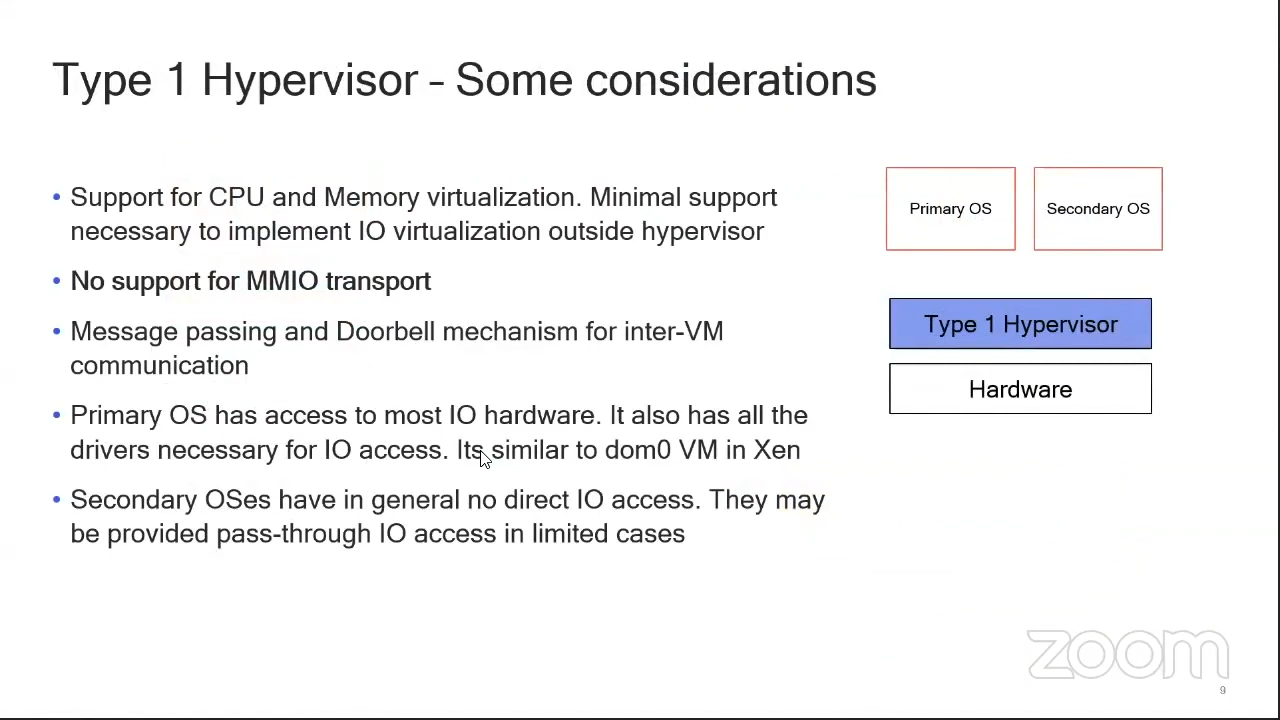 Type 1 Hypervisor – Some considerations
• Support for CPU and Memory virtualization. Minimal support
necessary to implement IO virtualization outside hypervisor
• No support for MMIO transport
• Message passing and Doorbell mechanism for inter-VM
communication
• Primary OS has access to most IO hardware. It also has all the
drivers necessary for IO access. Its similar to dom0 VM in Xen
• Secondary OSes have in general no direct IO access. They may
be provided pass-through IO access in limited cases
Primary OS
Secondary OS
Type 1 Hypervisor
Hardware
zoom
9